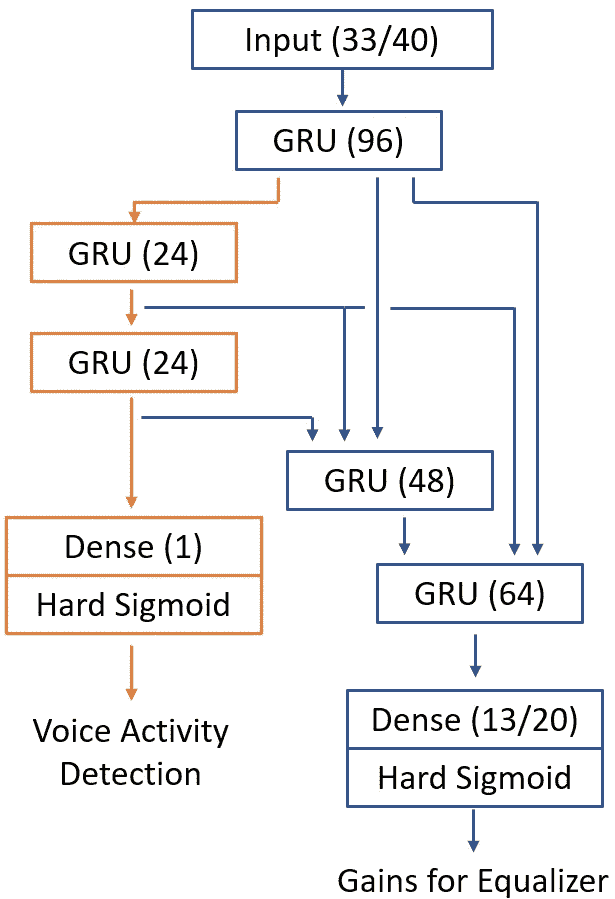 Input (33/40)
GRU (96)
GRU (24)
GRU (24)
GRU (48)
Dense (1)
Hard Sigmoid
GRU (64)
Voice Activity
Detection
Dense (13/20)
Hard Sigmoid
Gains for Equalizer